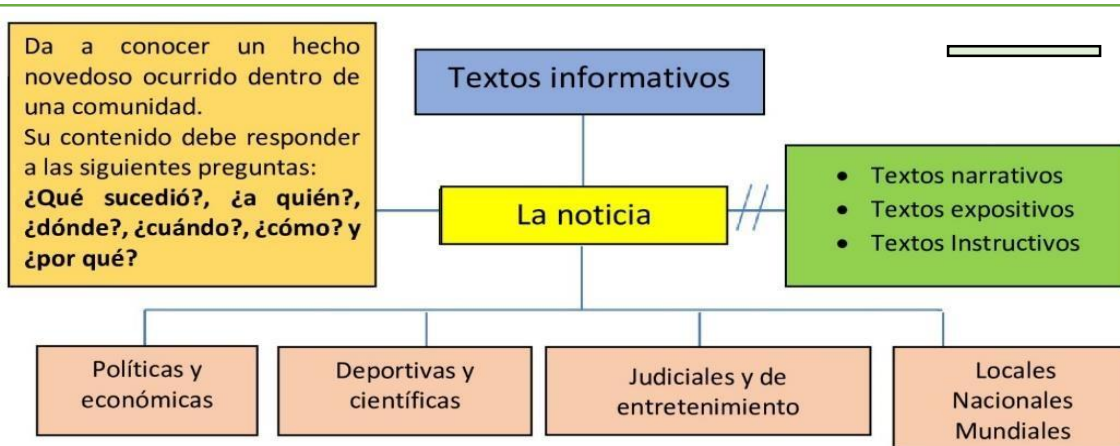 Da a conocer un hecho
novedoso ocurrido dentro de
una comunidad.
Su contenido debe responder
a las siguientes preguntas:
¿Qué sucedió?, ¿a quién?,
¿dónde?, ¿cuándo?, ¿cómo? y
¿por qué?
Textos informativos
La noticia
• Textos narrativos
• Textos expositivos
• Textos Instructivos
Políticas y
económicas
Deportivas y
científicas
Judiciales y de
entretenimiento
Locales
Nacionales
Mundiales